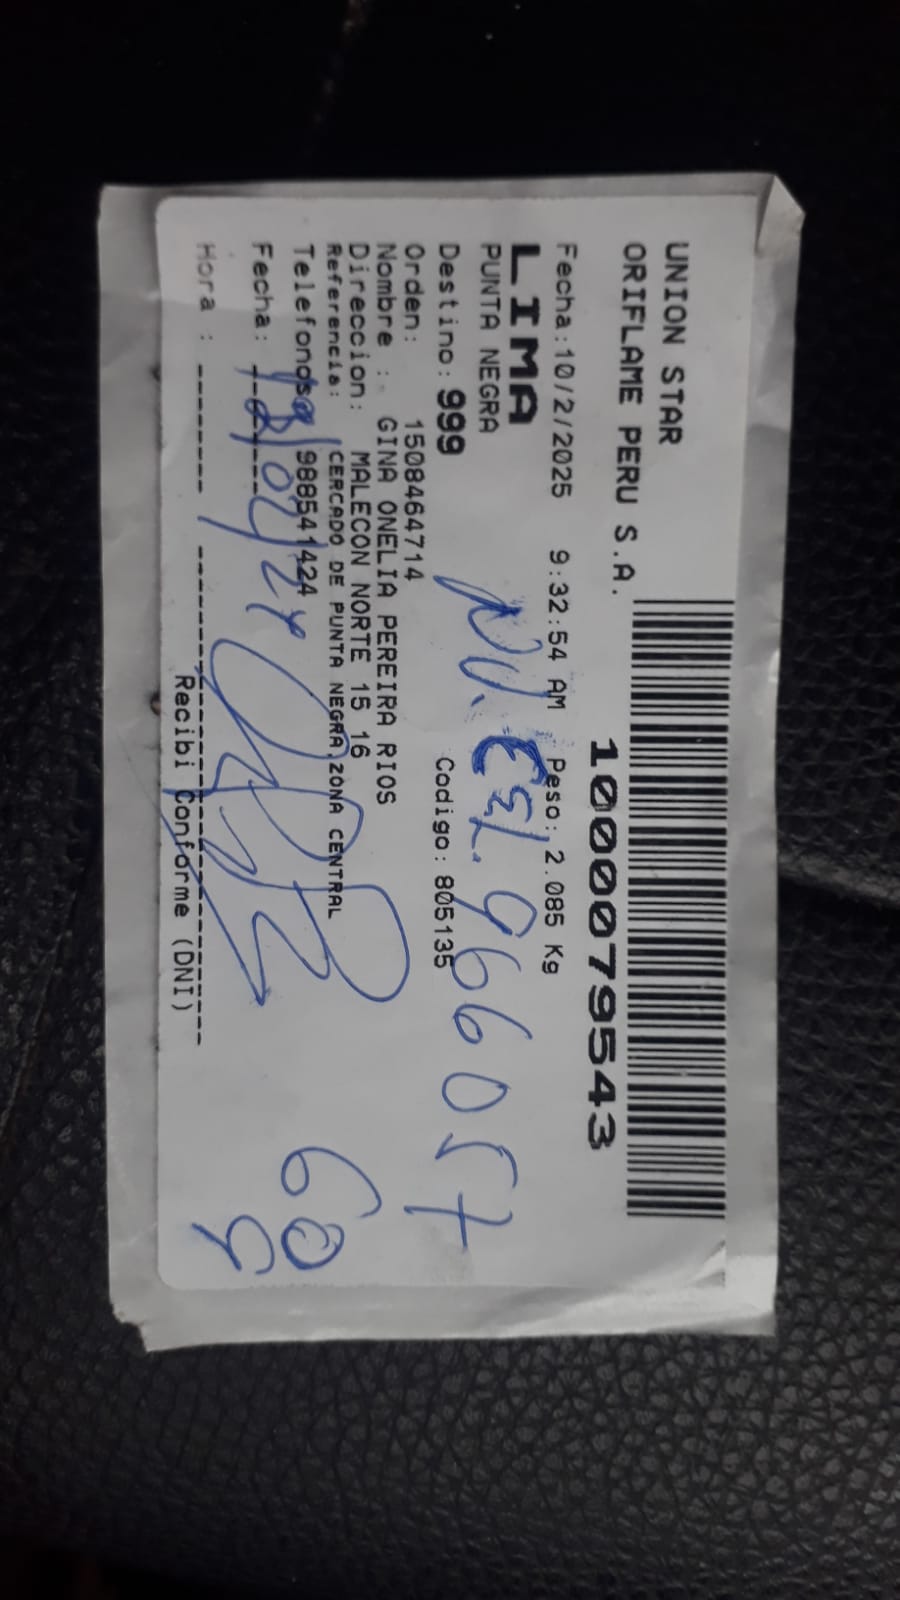 UNION STAR
ORIFLAME PERU S.A.
1000079543
Fecha:10/2/2025 9:32:54 AM Peso: 2.085 Kg
LIMA
PUNTA NEGRA
966057
Destino: 999 Codigo: 805135
Orden: 1508464714
Nombre : GINA ONELIA PEREIRA RIOS
Direccion: MALECON NORTE 15 16
Referencia: CERCADO DE PUNTA NEGRA, ZONA CENTRAL
Telefonos: 988541424
Fecha: -------
Hora : -------
Recibi Conforme (DNI)
60